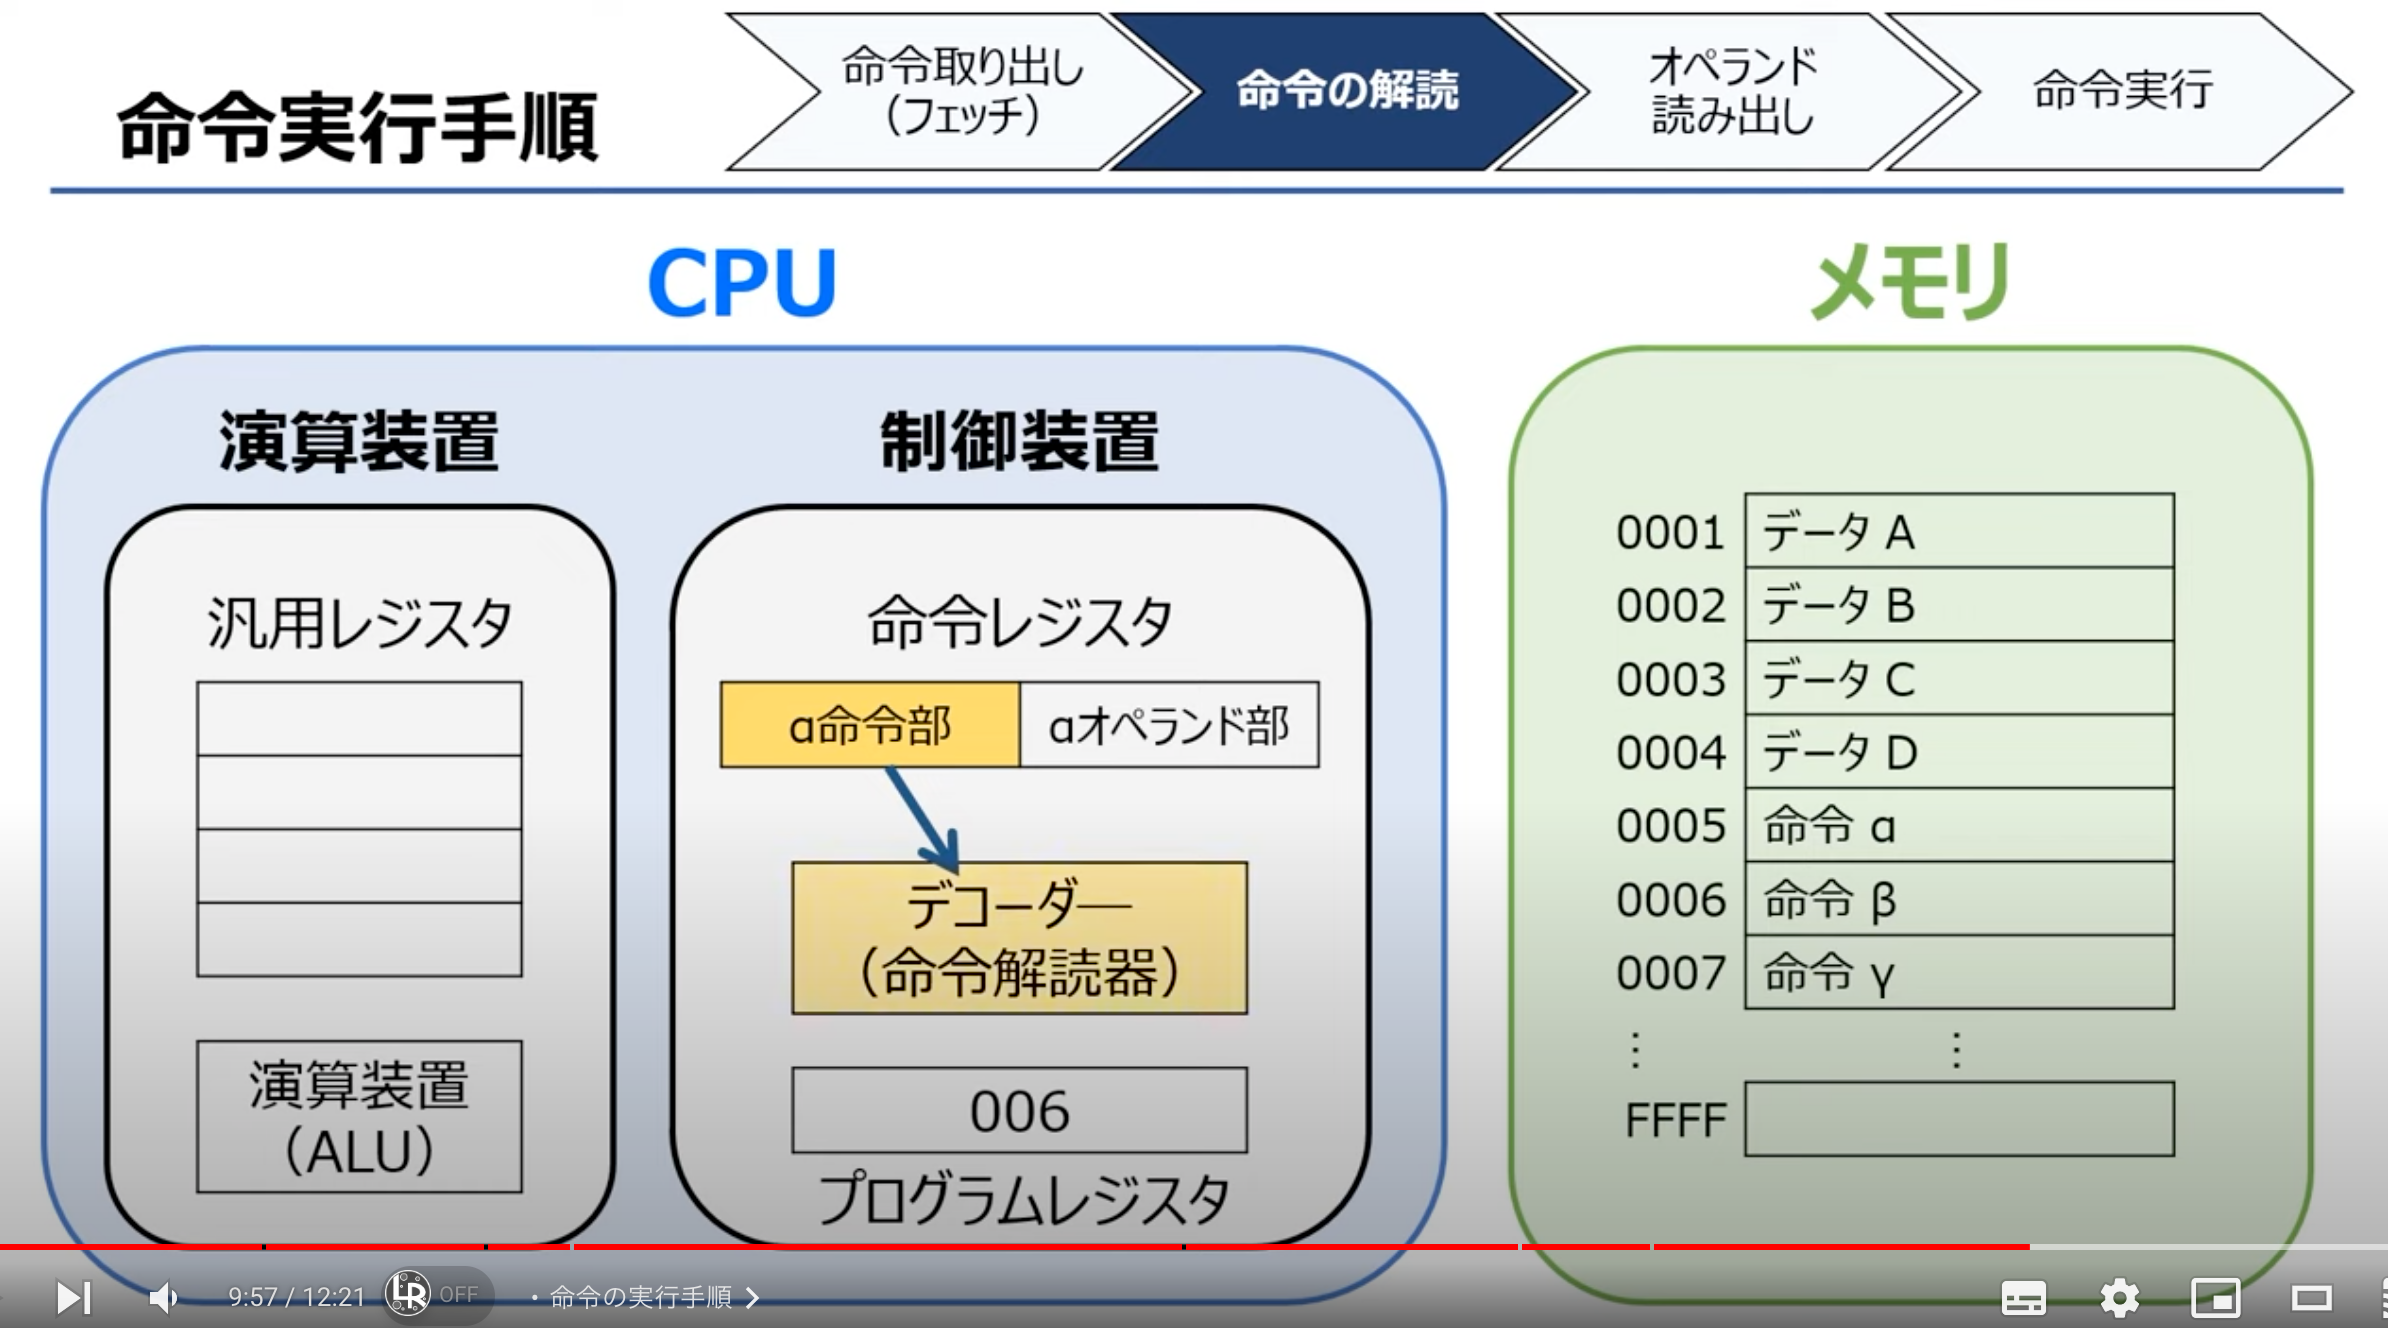 命令実行手順
命令取り出し
（フェッチ）
命令の解読
オペランド
読み出し
命令実行
CPU
メモリ
演算装置
汎用レジスタ
演算装置
（ALU）
制御装置
命令レジスタ
α命令部
αオペランド部
デコーダ―
（命令解読器）
006
プログラムレジスタ
0001 データ A
0002 データ B
0003 データ C
0004 データ D
0005 命令 α
0006 命令 β
0007 命令 γ
⋮ ⋮
FFFF
9:57 / 12:21
LR
OFF
・命令の実行手順